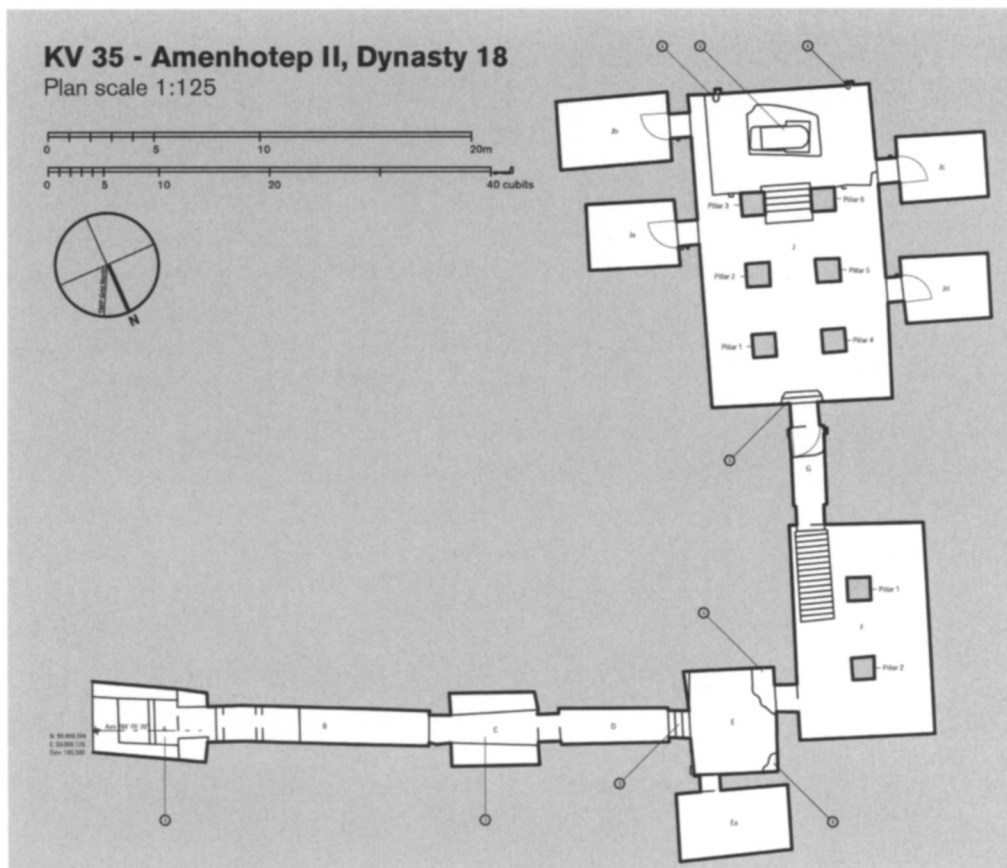 KV 35 - Amenhotep II, Dynasty 18
Plan scale 1:125
0 5 10 20m
0 5 10 20 40 cubits
N
Jb
Jc
Pillar 3
Pillar 6
Ja
J
Pillar 2
Pillar 5
Jd
Pillar 1
Pillar 4
G
Pillar 1
F
Pillar 2
E
A
B
C
D
Ea